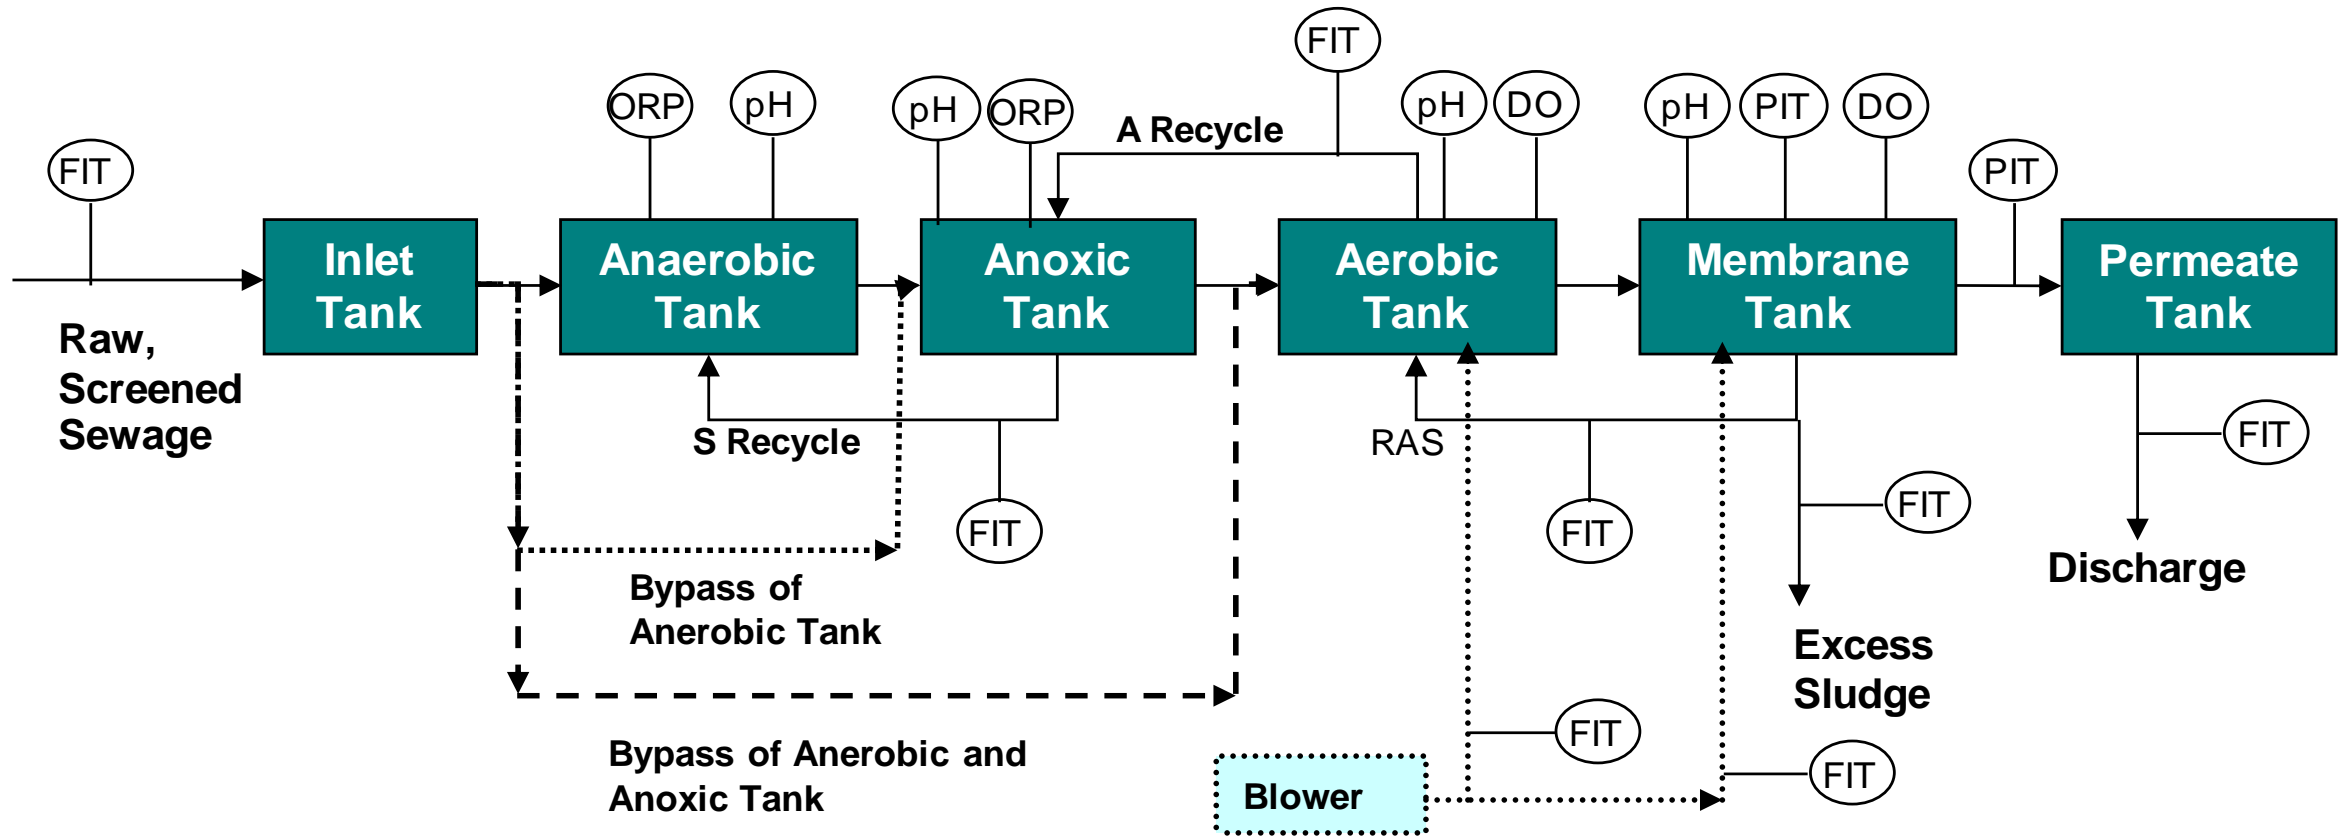 FIT
ORP
pH
pH
ORP
A Recycle
FIT
pH
DO
pH
PIT
DO
PIT
Inlet
Tank
Anaerobic
Tank
Anoxic
Tank
Aerobic
Tank
Membrane
Tank
Permeate
Tank
Raw,
Screened
Sewage
S Recycle
FIT
RAS
FIT
FIT
FIT
Discharge
Bypass of
Anerobic Tank
Excess
Sludge
Bypass of Anerobic and
Anoxic Tank
Blower
FIT
FIT